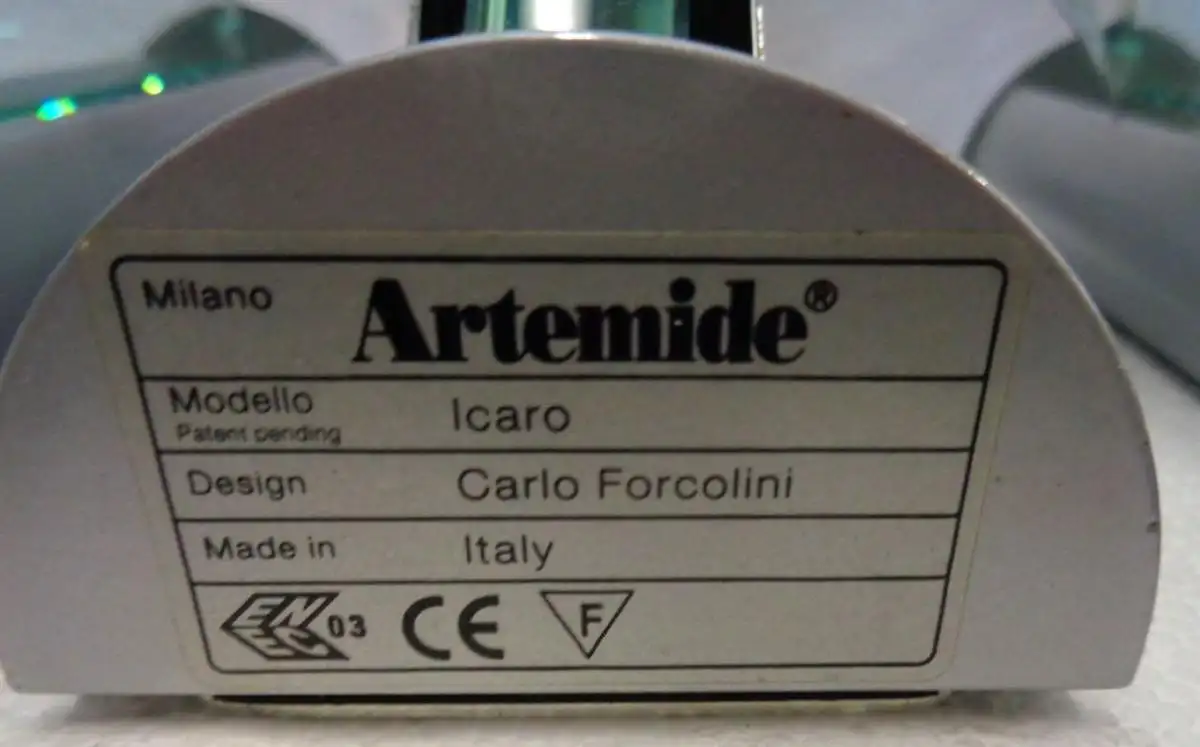 Milano Artemide®
Modello Icaro
Patent pending
Design Carlo Forcolini
Made in Italy
ENEC 03 CE F